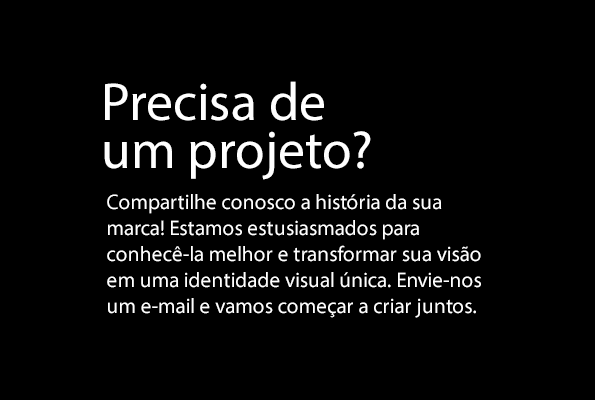 Precisa de
um projeto?
Compartilhe conosco a história da sua
marca! Estamos estusiasmados para
conhecê-la melhor e transformar sua visão
em uma identidade visual única. Envie-nos
um e-mail e vamos começar a criar juntos.